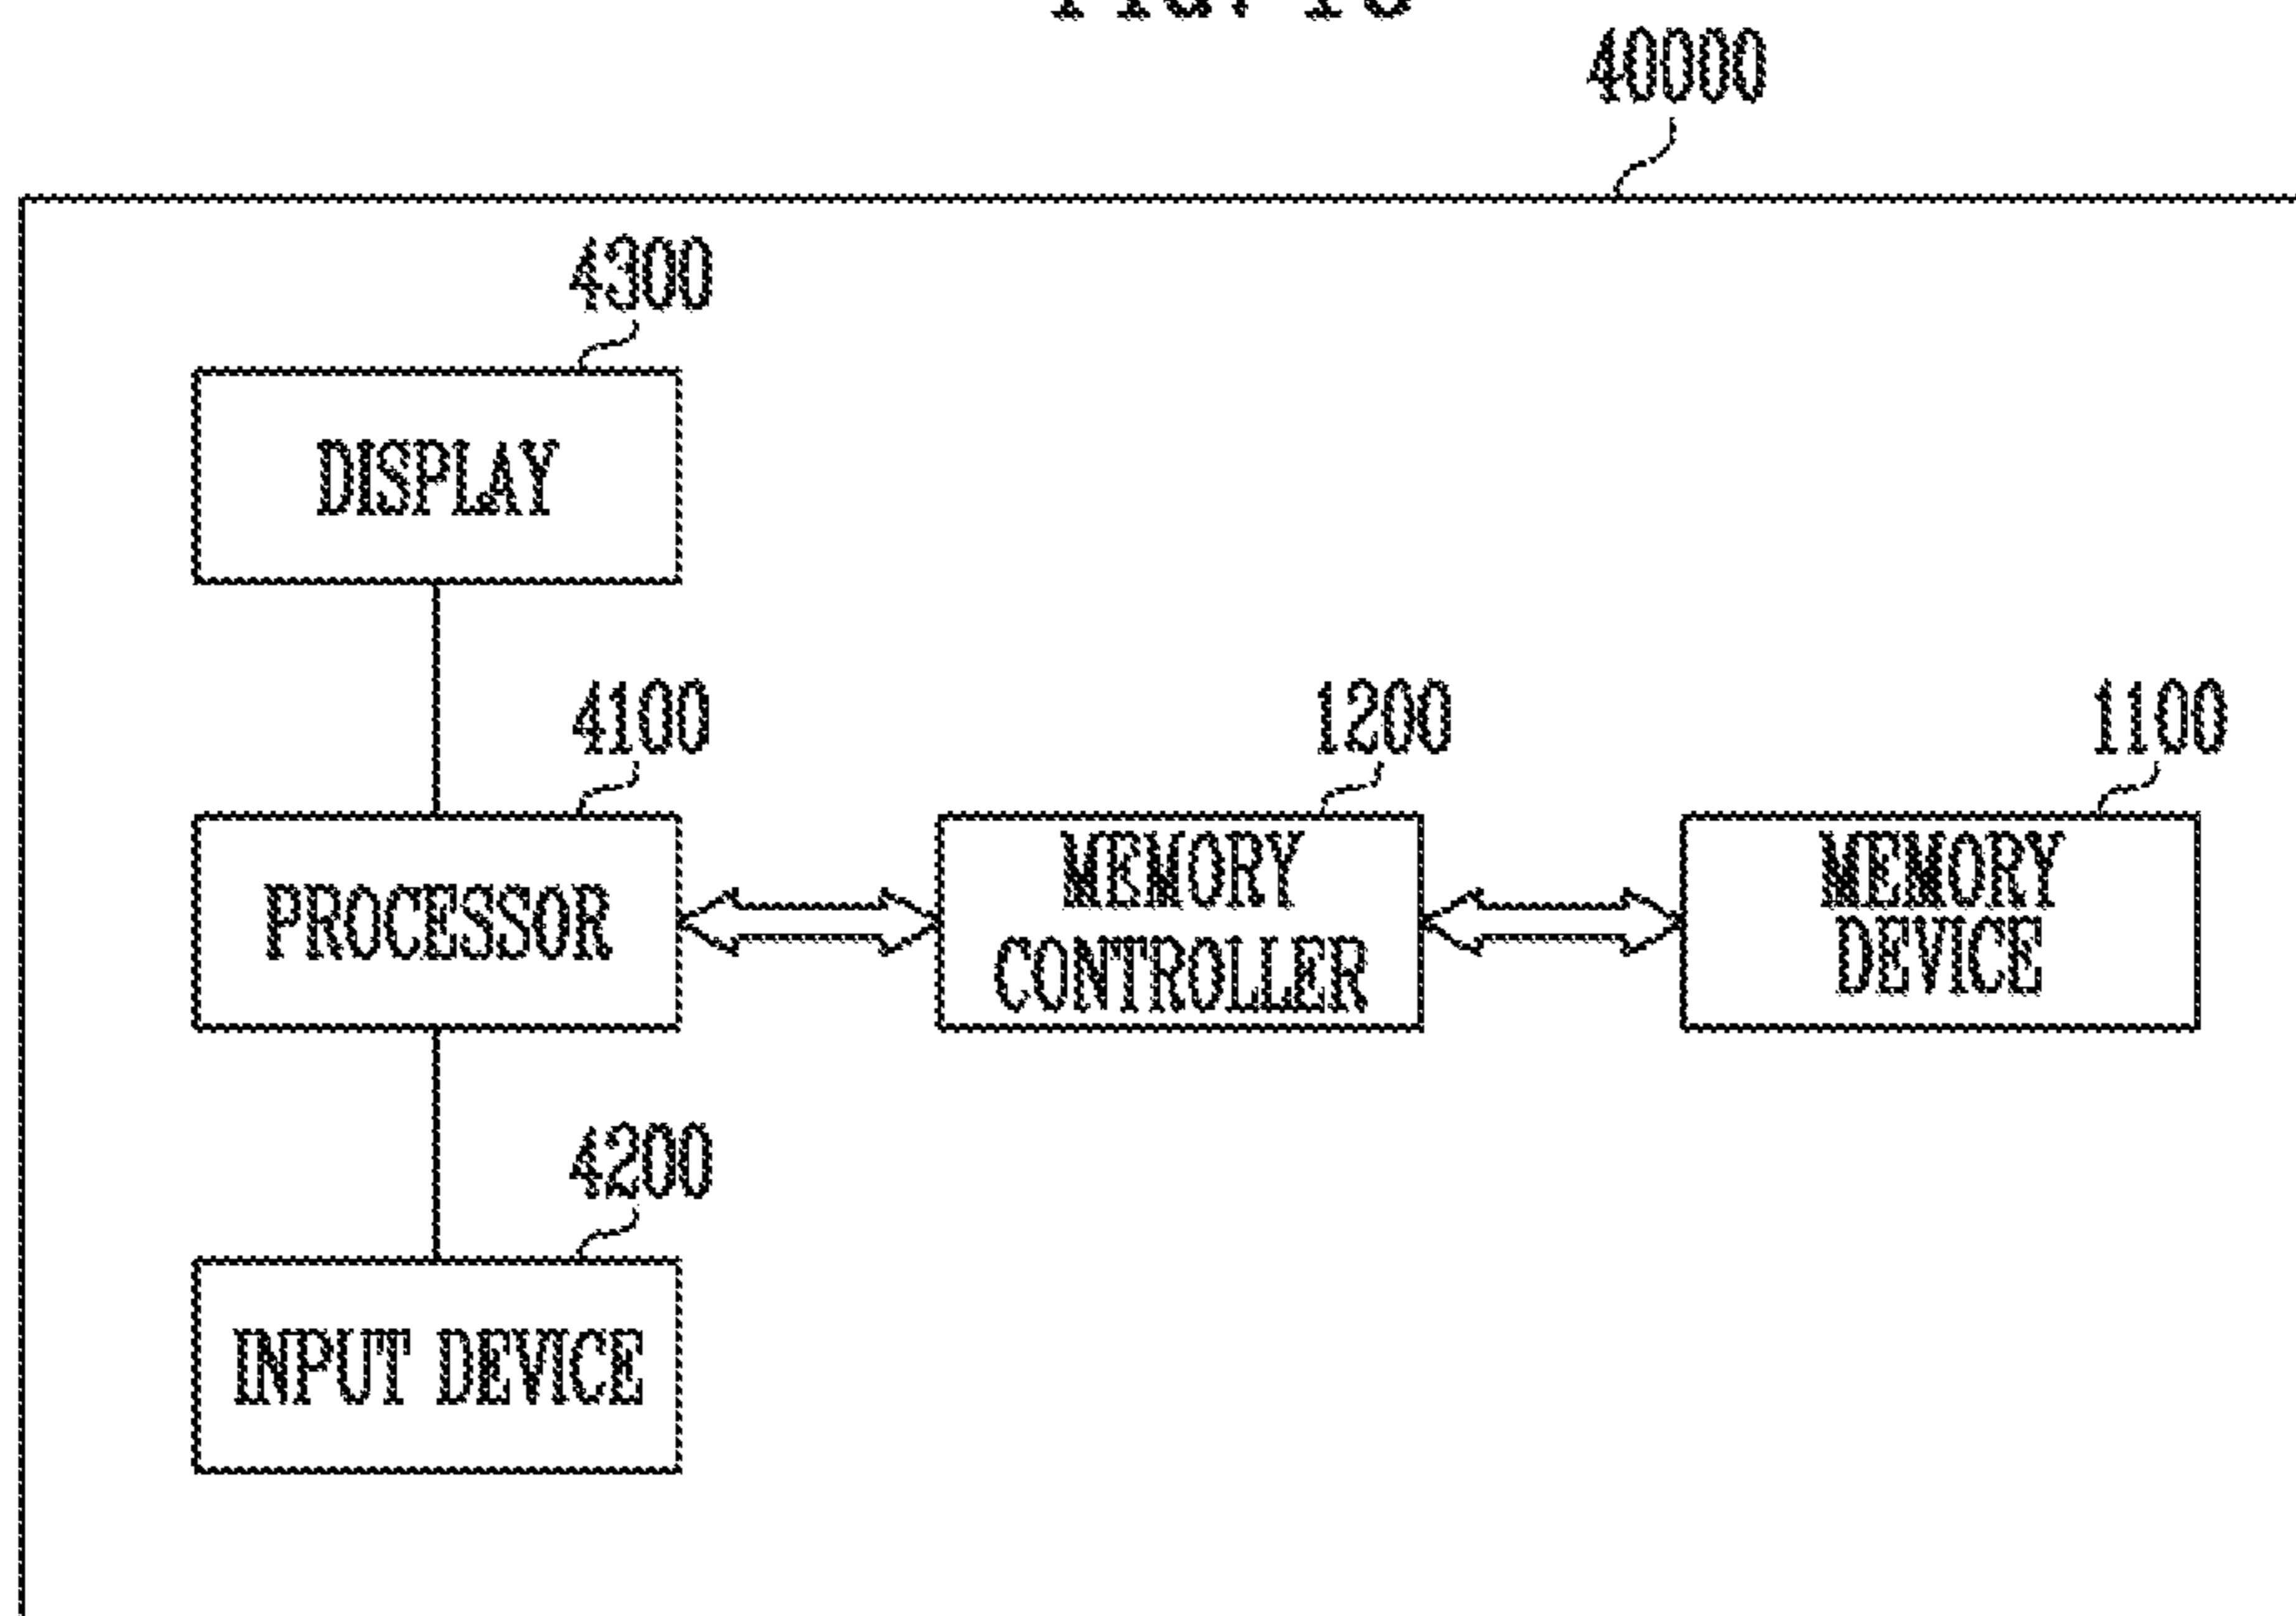 40000
4300
DISPLAY
4100
1200
1100
PROCESSOR
MEMORY
CONTROLLER
MEMORY
DEVICE
4200
INPUT DEVICE